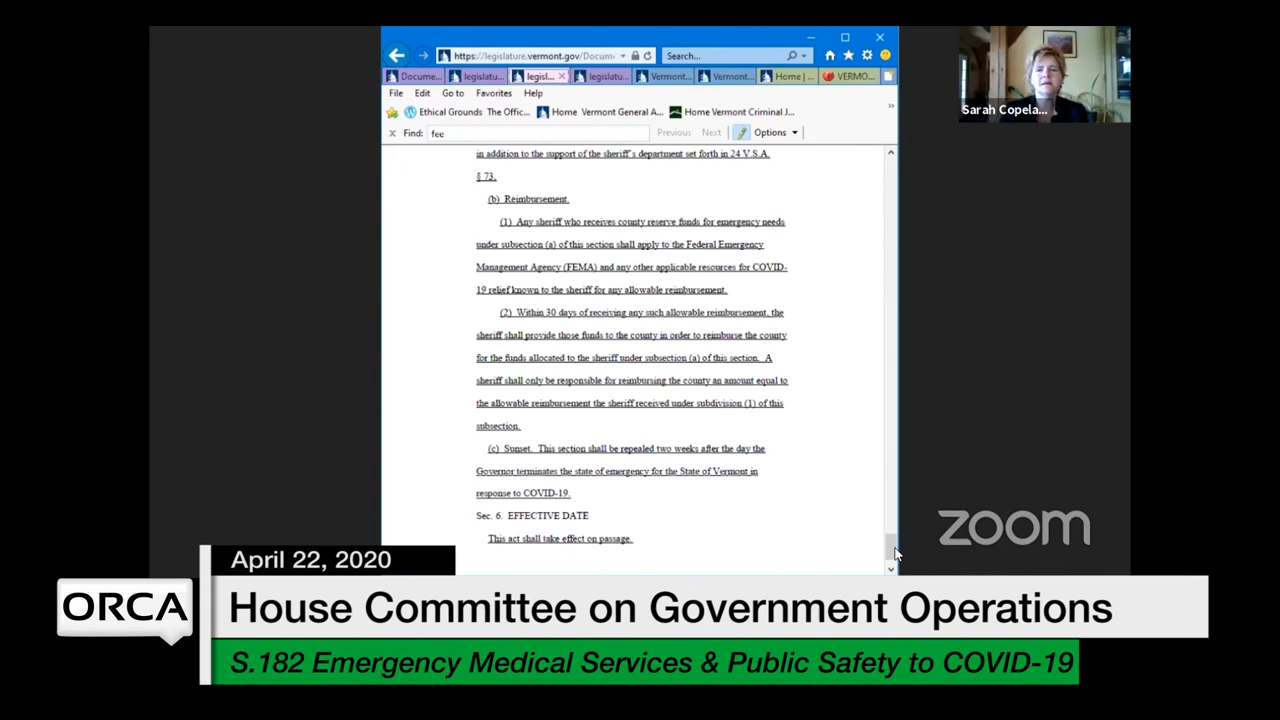 https://legislature.vermont.gov/Docum
Search...
Docume...
legislatu...
legisl...
legislatu...
Vermont...
Vermont...
Home | ...
VERMO...
File Edit Go to Favorites Help
Ethical Grounds The Offic...
Home Vermont General A...
Home Vermont Criminal J...
»
x Find: fee Previous Next Options
in addition to the support of the sheriff's department set forth in 24 V.S.A.
§ 73.
(b) Reimbursement.
(1) Any sheriff who receives county reserve funds for emergency needs
under subsection (a) of this section shall apply to the Federal Emergency
Management Agency (FEMA) and any other applicable resources for COVID-
19 relief known to the sheriff for any allowable reimbursement.
(2) Within 30 days of receiving any such allowable reimbursement, the
sheriff shall provide those funds to the county in order to reimburse the county
for the funds allocated to the sheriff under subsection (a) of this section. A
sheriff shall only be responsible for reimbursing the county an amount equal to
the allowable reimbursement the sheriff received under subdivision (1) of this
subsection.
(c) Sunset. This section shall be repealed two weeks after the day the
Governor terminates the state of emergency for the State of Vermont in
response to COVID-19.
Sec. 6. EFFECTIVE DATE
This act shall take effect on passage.
Sarah Copela...
zoom
April 22, 2020
ORCA
House Committee on Government Operations
S.182 Emergency Medical Services & Public Safety to COVID-19